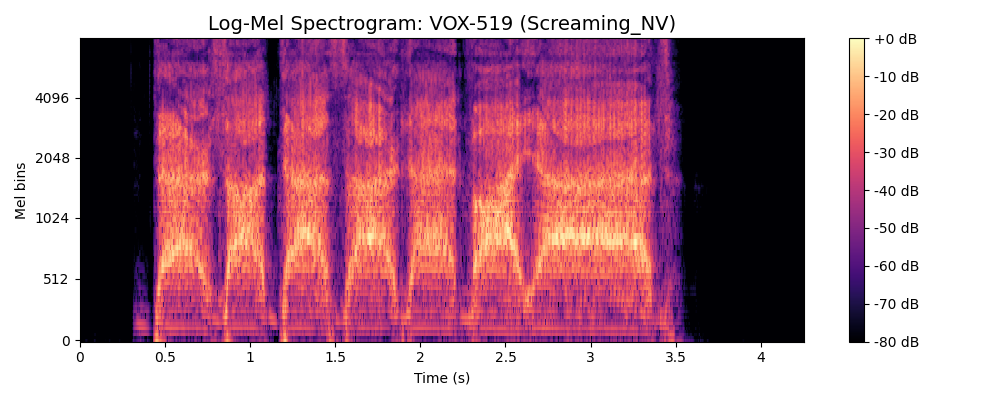 Log-Mel Spectrogram: VOX-519 (Screaming_NV)
Mel bins
4096
2048
1024
512
0
0
0.5
1
1.5
2
2.5
3
3.5
4
Time (s)
+0 dB
-10 dB
-20 dB
-30 dB
-40 dB
-50 dB
-60 dB
-70 dB
-80 dB